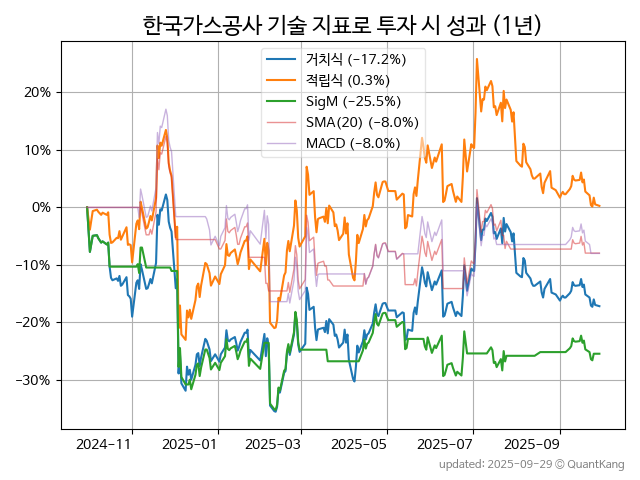 한국가스공사 기술 지표로 투자 시 성과 (1년)
거치식 (-17.2%)
적립식 (0.3%)
SigM (-25.5%)
SMA(20) (-8.0%)
MACD (-8.0%)
20%
10%
0%
-10%
-20%
-30%
2024-11 2025-01 2025-03 2025-05 2025-07 2025-09
updated: 2025-09-29 © QuantKang